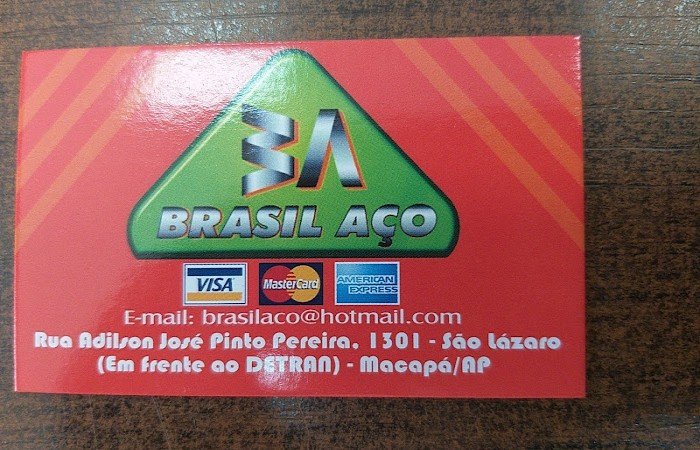 BA
BRASIL AÇO
VISA MasterCard AMERICAN EXPRESS
E-mail: brasilaco@hotmail.com
Rua Adilson José Pinto Pereira, 1301 - São Lázaro
(Em frente ao DETRAN) - Macapá/AP